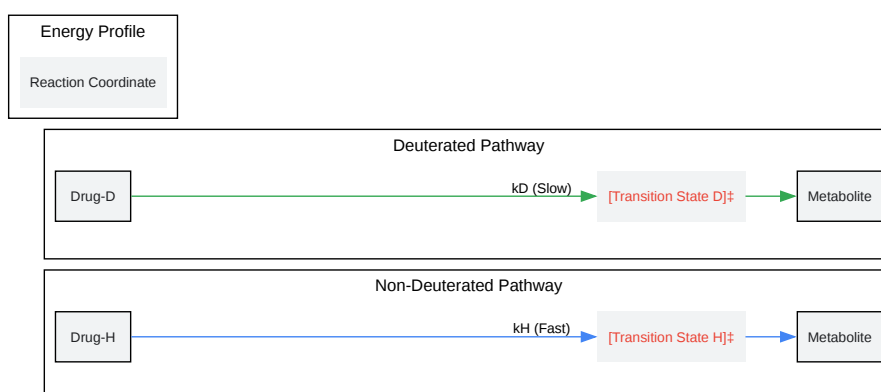 Energy Profile
Reaction Coordinate
Deuterated Pathway
Drug-D
kD (Slow)
[Transition State D]‡
Metabolite
Non-Deuterated Pathway
Drug-H
kH (Fast)
[Transition State H]‡
Metabolite